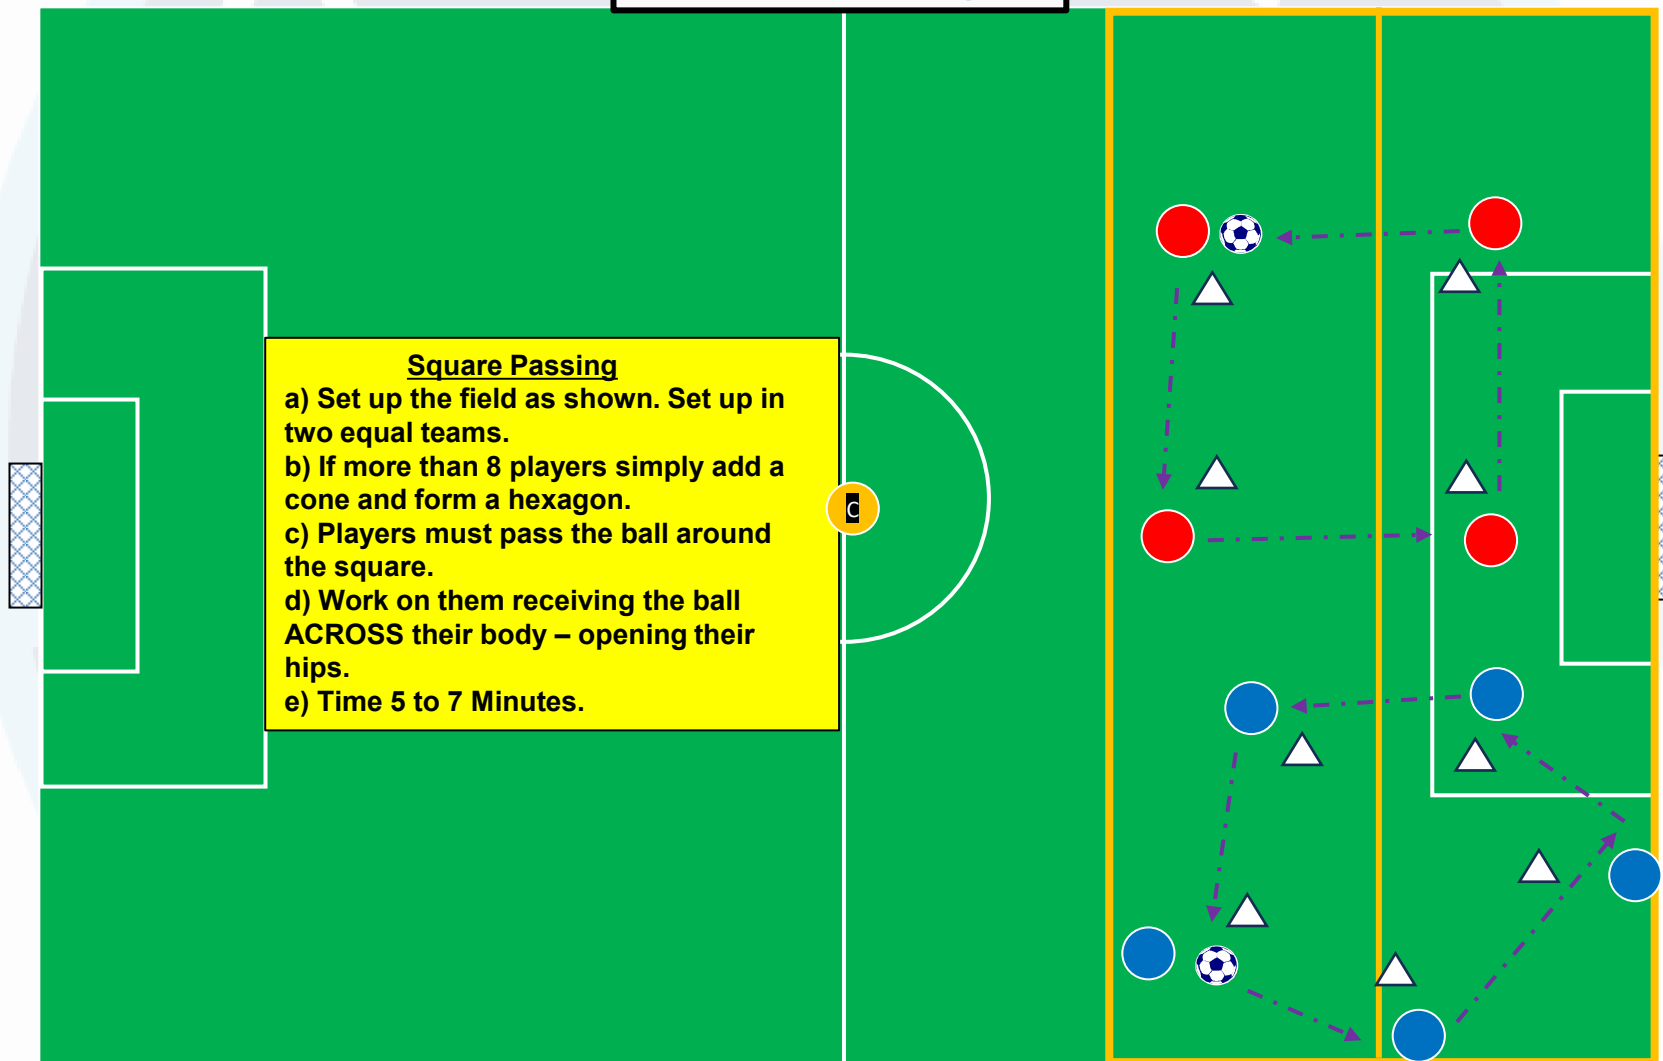 Square Passing
a) Set up the field as shown. Set up in
two equal teams.
b) If more than 8 players simply add a
cone and form a hexagon.
c) Players must pass the ball around
the square.
d) Work on them receiving the ball
ACROSS their body – opening their
hips.
e) Time 5 to 7 Minutes.
C